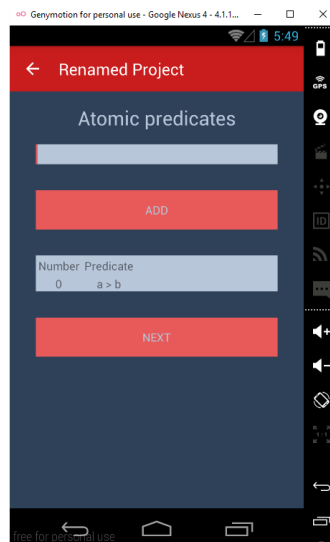 Genymotion for personal use - Google Nexus 4 - 4.1.1...
5:49
Renamed Project
GPS
Atomic predicates
ADD
ID
Number Predicate
0 a > b
NEXT
free for personal use